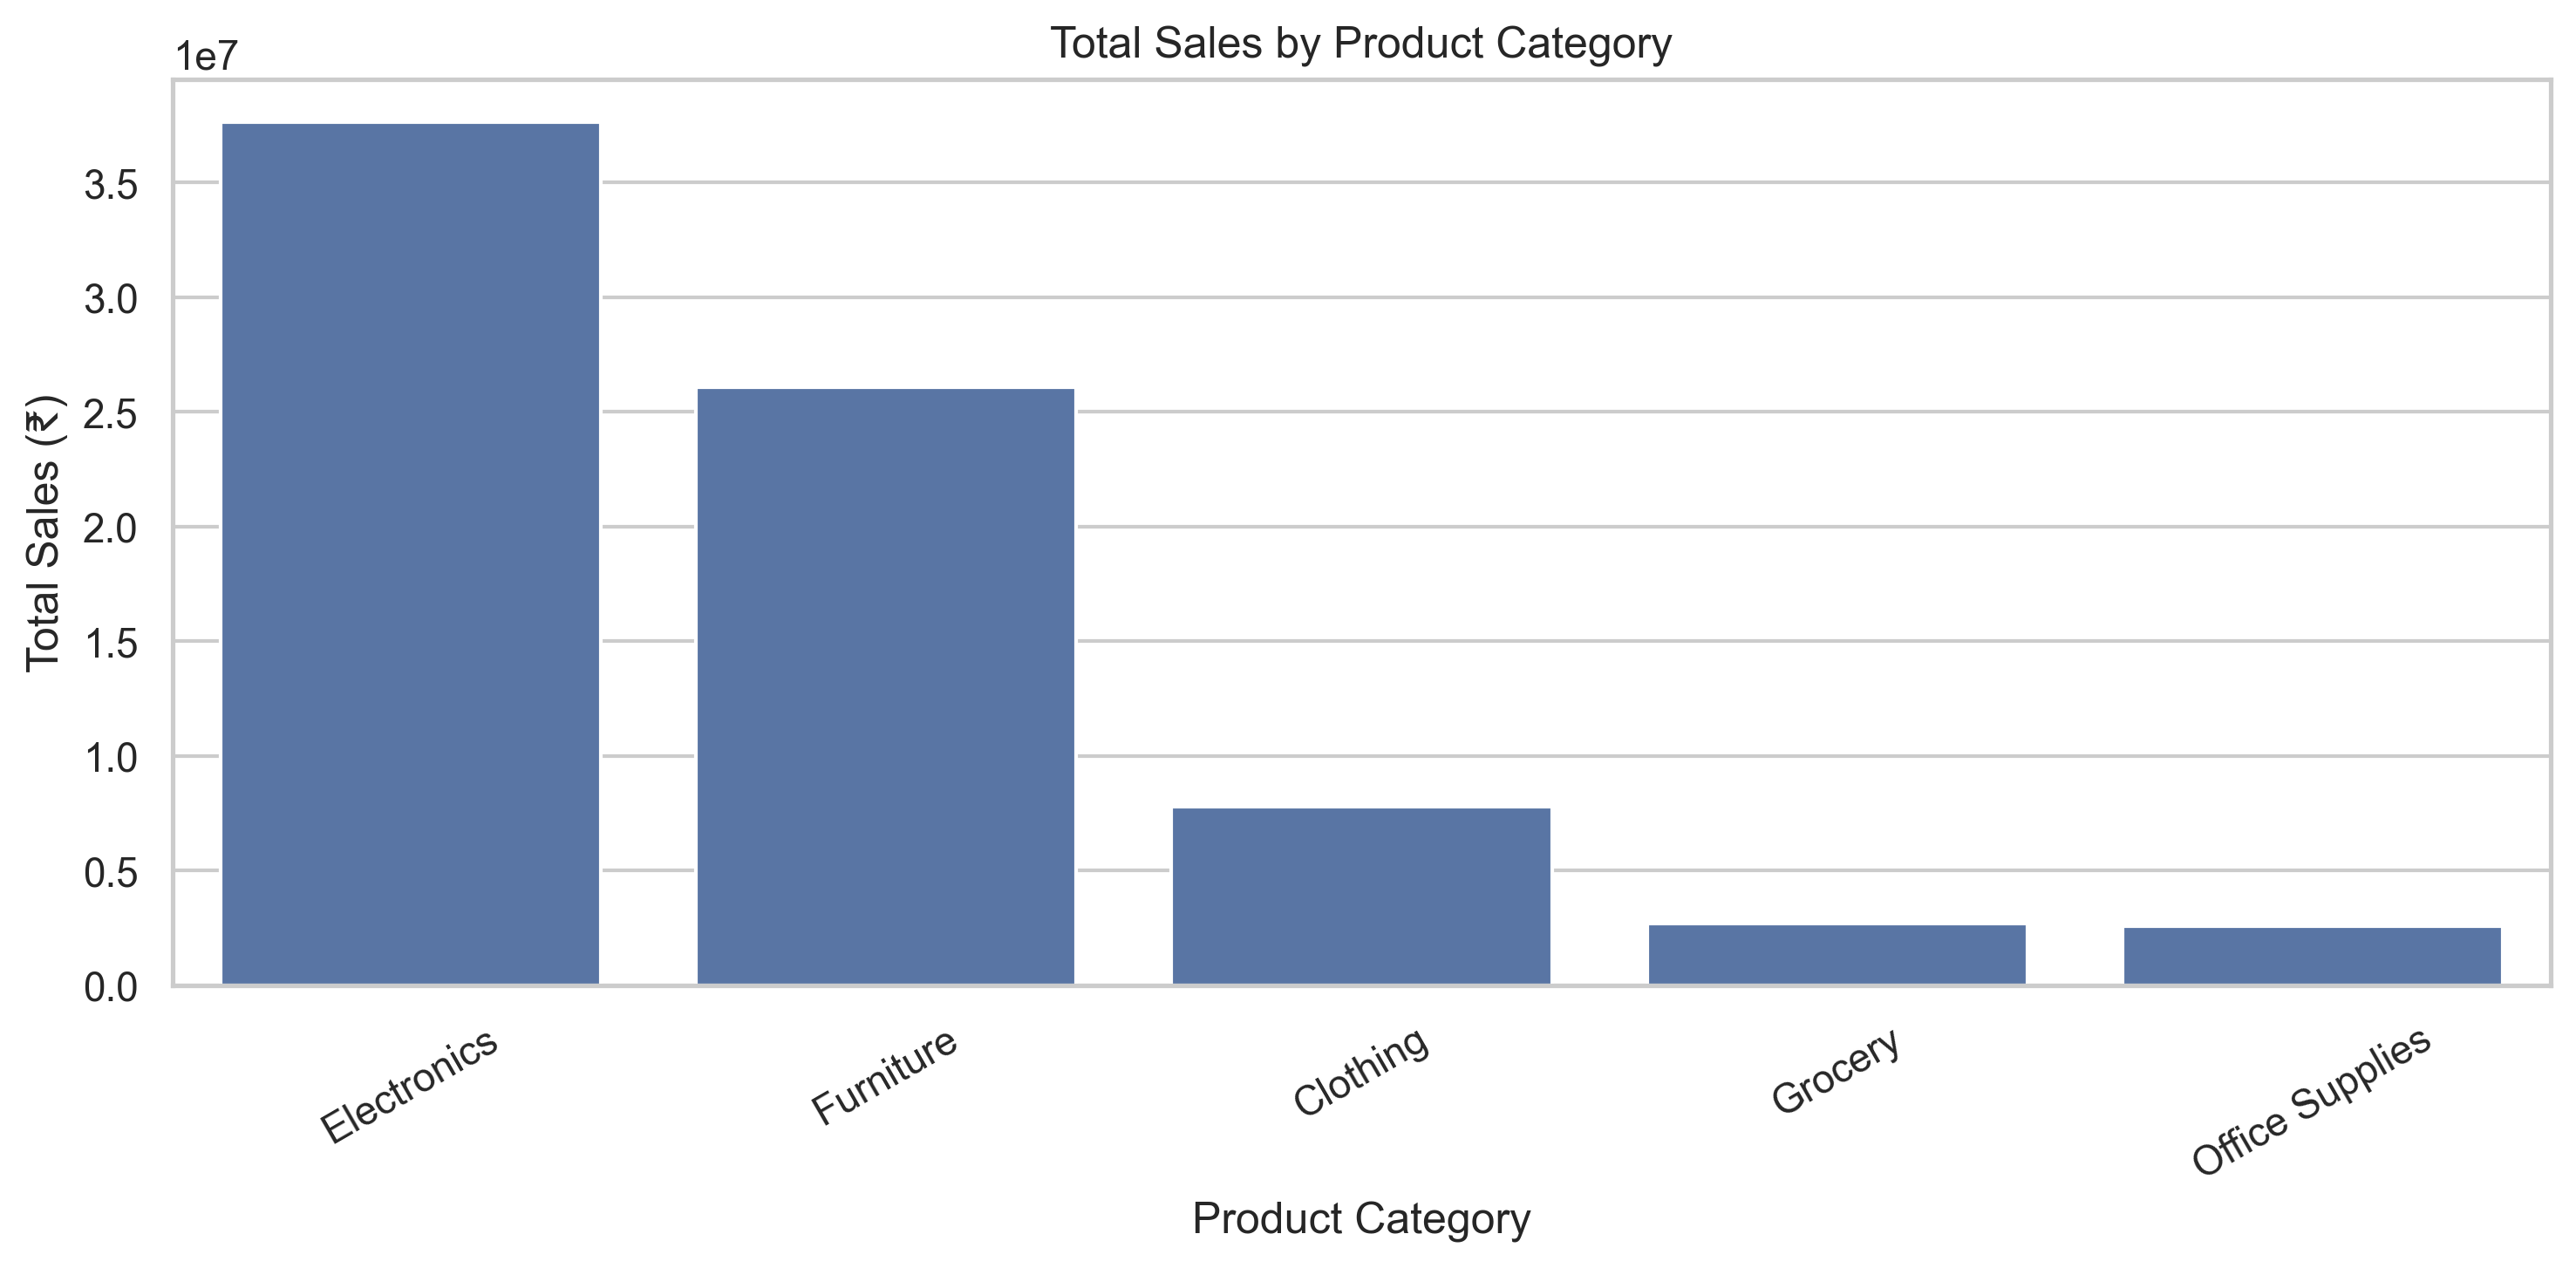 Total Sales by Product Category
1e7
3.5
3.0
2.5
2.0
1.5
1.0
0.5
0.0
Total Sales (₹)
Electronics
Furniture
Clothing
Grocery
Office Supplies
Product Category